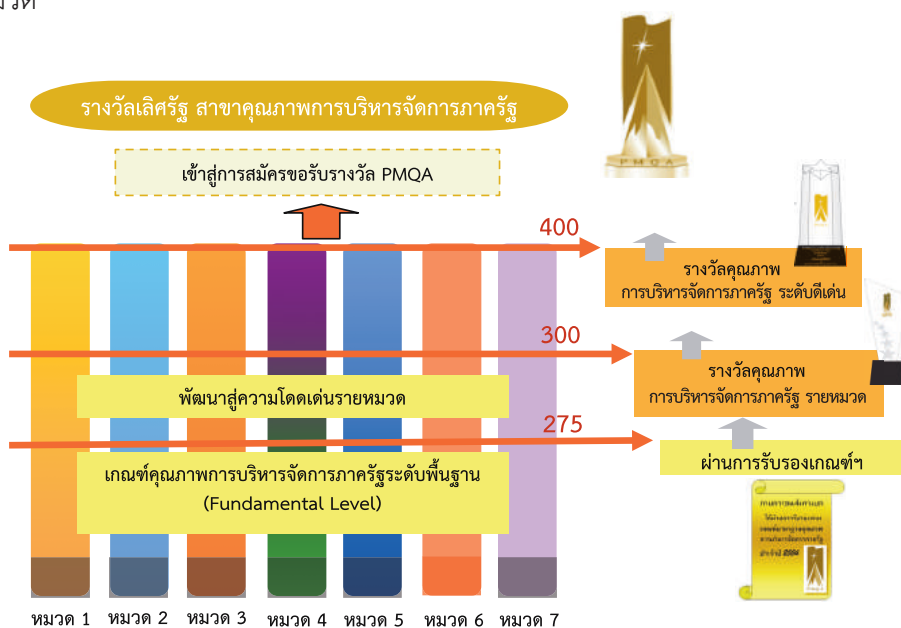 รางวัลเลิศรัฐ สาขาคุณภาพการบริหารจัดการภาครัฐ
PMQA
เข้าสู่การสมัครขอรับรางวัล PMQA
400
รางวัลคุณภาพ
การบริหารจัดการภาครัฐ ระดับดีเด่น
300
รางวัลคุณภาพ
การบริหารจัดการภาครัฐ รายหมวด
พัฒนาสู่ความโดดเด่นรายหมวด
275
ผ่านการรับรองเกณฑ์ฯ
เกณฑ์คุณภาพการบริหารจัดการภาครัฐระดับพื้นฐาน
(Fundamental Level)
หมวด 1 หมวด 2 หมวด 3 หมวด 4 หมวด 5 หมวด 6 หมวด 7